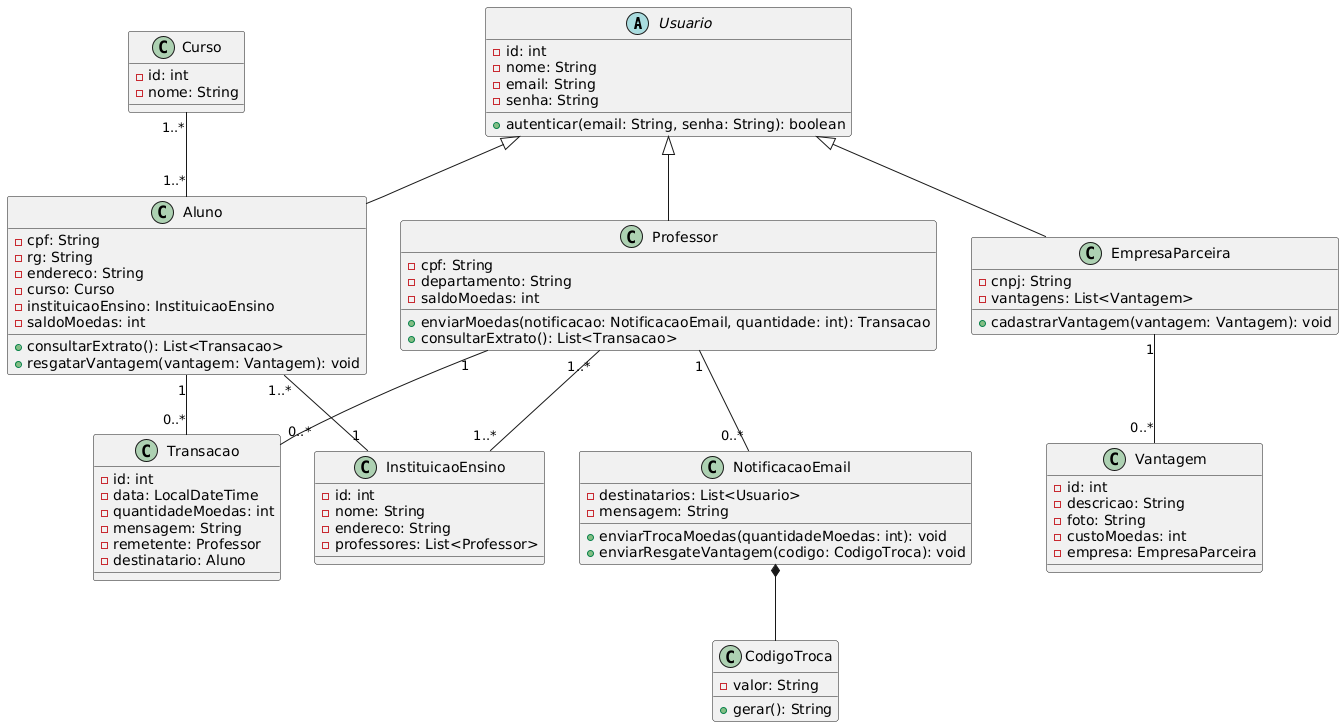 Curso
id: int
nome: String
Usuario
id: int
nome: String
email: String
senha: String
autenticar(email: String, senha: String): boolean
1..*
1..*
Aluno
cpf: String
rg: String
endereco: String
curso: Curso
instituicaoEnsino: InstituicaoEnsino
saldoMoedas: int
consultarExtrato(): List<Transacao>
resgatarVantagem(vantagem: Vantagem): void
Professor
cpf: String
departamento: String
saldoMoedas: int
enviarMoedas(notificacao: NotificacaoEmail, quantidade: int): Transacao
consultarExtrato(): List<Transacao>
EmpresaParceira
cnpj: String
vantagens: List<Vantagem>
cadastrarVantagem(vantagem: Vantagem): void
1
0..*
1..*
1
1
0..*
1..*
1..*
1
0..*
1
0..*
Transacao
id: int
data: LocalDateTime
quantidadeMoedas: int
mensagem: String
remetente: Professor
destinatario: Aluno
InstituicaoEnsino
id: int
nome: String
endereco: String
professores: List<Professor>
NotificacaoEmail
destinatarios: List<Usuario>
mensagem: String
enviarTrocaMoedas(quantidadeMoedas: int): void
enviarResgateVantagem(codigo: CodigoTroca): void
Vantagem
id: int
descricao: String
foto: String
custoMoedas: int
empresa: EmpresaParceira
CodigoTroca
valor: String
gerar(): String